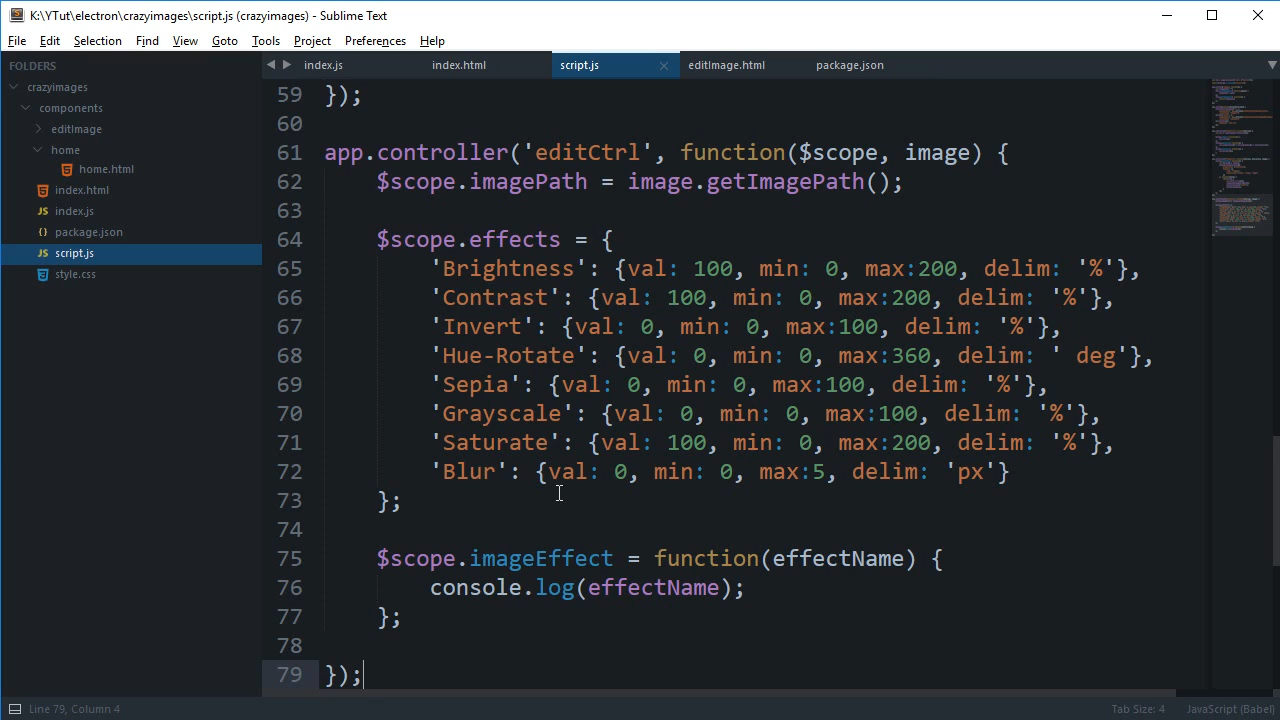 K:\YTut\electron\crazyimages\script.js (crazyimages) - Sublime Text
File Edit Selection Find View Goto Tools Project Preferences Help
FOLDERS
crazyimages
components
editImage
home
home.html
index.html
JS index.js
{} package.json
JS script.js
style.css
index.js index.html script.js editImage.html package.json
59 });
60
61 app.controller('editCtrl', function($scope, image) {
62 $scope.imagePath = image.getImagePath();
63
64 $scope.effects = {
65 'Brightness': {val: 100, min: 0, max:200, delim: '%'},
66 'Contrast': {val: 100, min: 0, max:200, delim: '%'},
67 'Invert': {val: 0, min: 0, max:100, delim: '%'},
68 'Hue-Rotate': {val: 0, min: 0, max:360, delim: ' deg'},
69 'Sepia': {val: 0, min: 0, max:100, delim: '%'},
70 'Grayscale': {val: 0, min: 0, max:100, delim: '%'},
71 'Saturate': {val: 100, min: 0, max:200, delim: '%'},
72 'Blur': {val: 0, min: 0, max:5, delim: 'px'}
73 };
74
75 $scope.imageEffect = function(effectName) {
76 console.log(effectName);
77 };
78
79 });
Line 79, Column 4
Tab Size: 4 JavaScript (Babel)